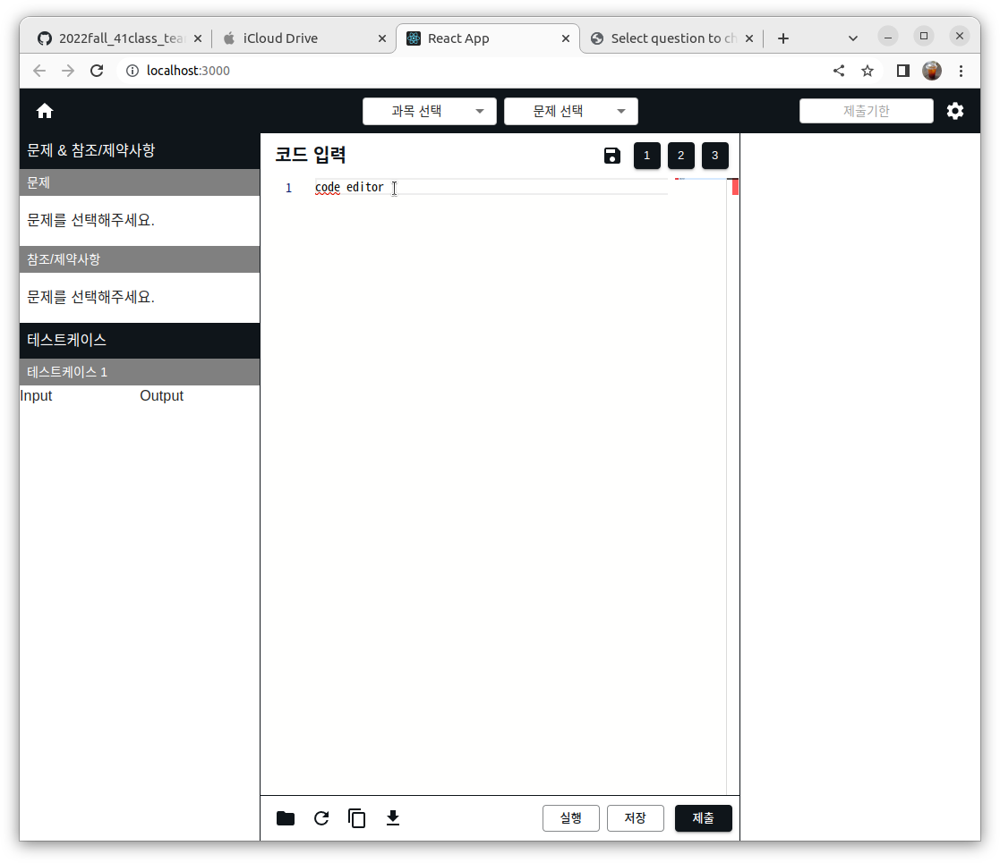 2022fall_41class_tea
iCloud Drive
React App
Select question to ch
localhost:3000
과목 선택
문제 선택
제출기한
문제 & 참조/제약사항
문제
문제를 선택해주세요.
참조/제약사항
문제를 선택해주세요.
테스트케이스
테스트케이스 1
Input Output
코드 입력
1 2 3
1 code editor
실행 저장 제출